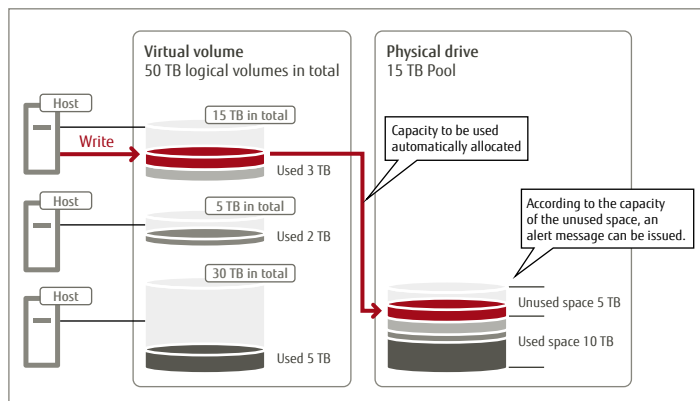 Virtual volume
50 TB logical volumes in total
Physical drive
15 TB Pool
Host
15 TB in total
Write
Used 3 TB
Capacity to be used
automatically allocated
Host
5 TB in total
Used 2 TB
According to the capacity
of the unused space, an
alert message can be issued.
Host
30 TB in total
Used 5 TB
Unused space 5 TB
Used space 10 TB